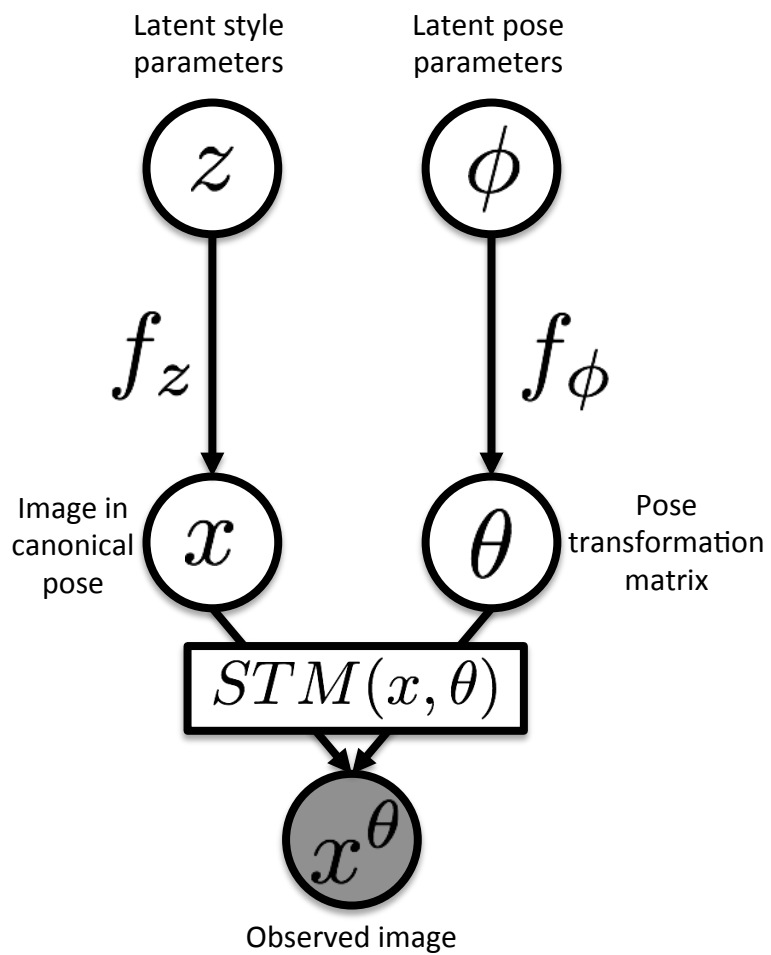 Latent style
parameters
Latent pose
parameters
z
ϕ
f_z
f_ϕ
Image in
canonical
pose
x
θ
Pose
transformation
matrix
STM(x, θ)
x^θ
Observed image